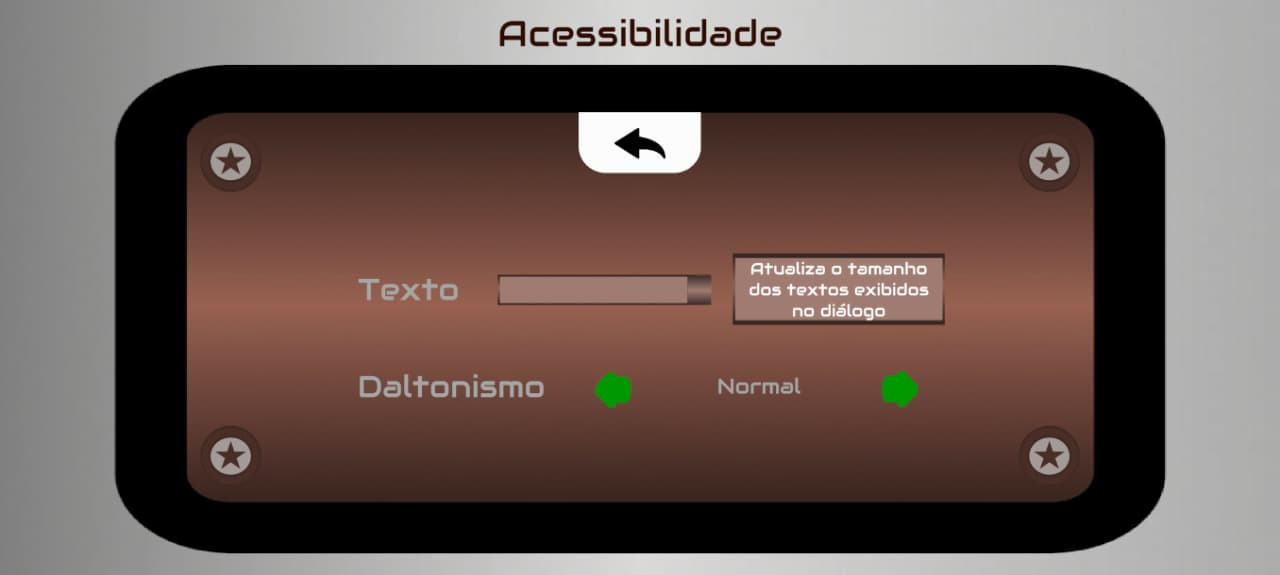 Acessibilidade
Texto
Atualiza o tamanho
dos textos exibidos
no diálogo
Daltonismo
Normal